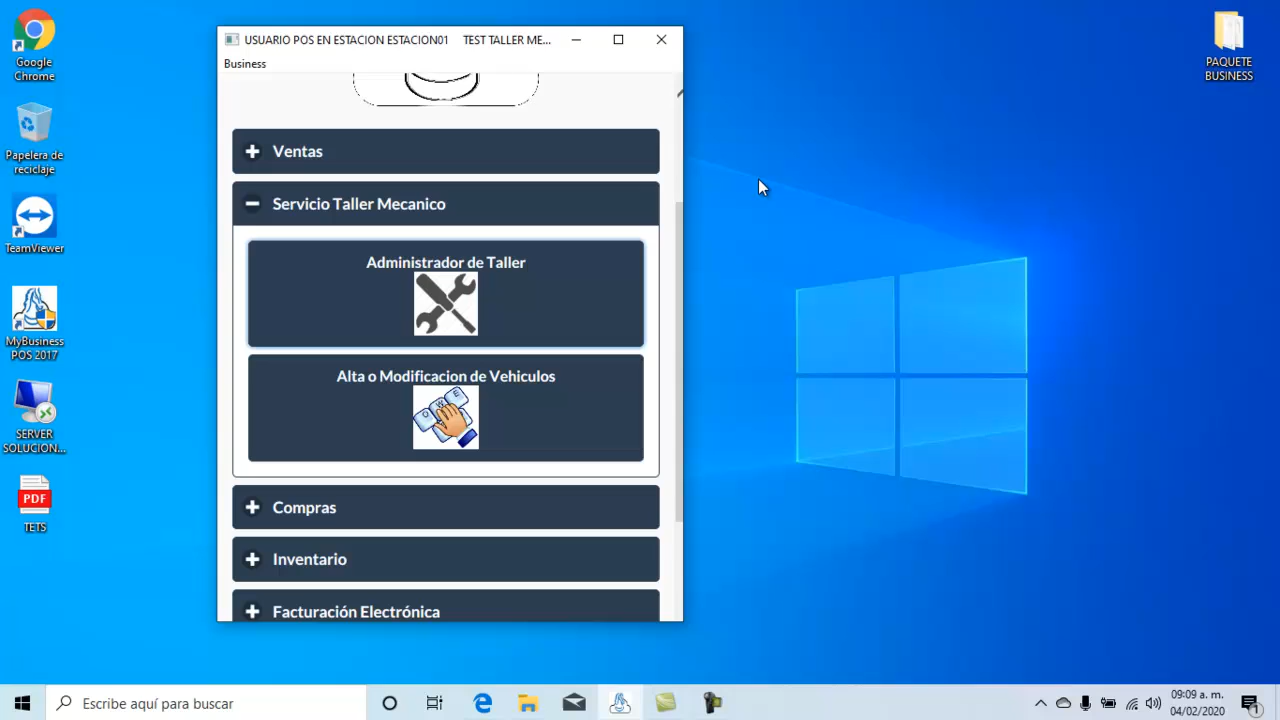 Google
Chrome
Papelera de
reciclaje
TeamViewer
MyBusiness
POS 2017
SERVER
SOLUCION...
PDF
TETS
USUARIO POS EN ESTACION ESTACION01 TEST TALLER ME...
Business
Ventas
Servicio Taller Mecanico
Administrador de Taller
Alta o Modificacion de Vehiculos
Compras
Inventario
Facturación Electrónica
PAQUETE
BUSINESS
Escribe aquí para buscar
09:09 a. m.
04/02/2020
1